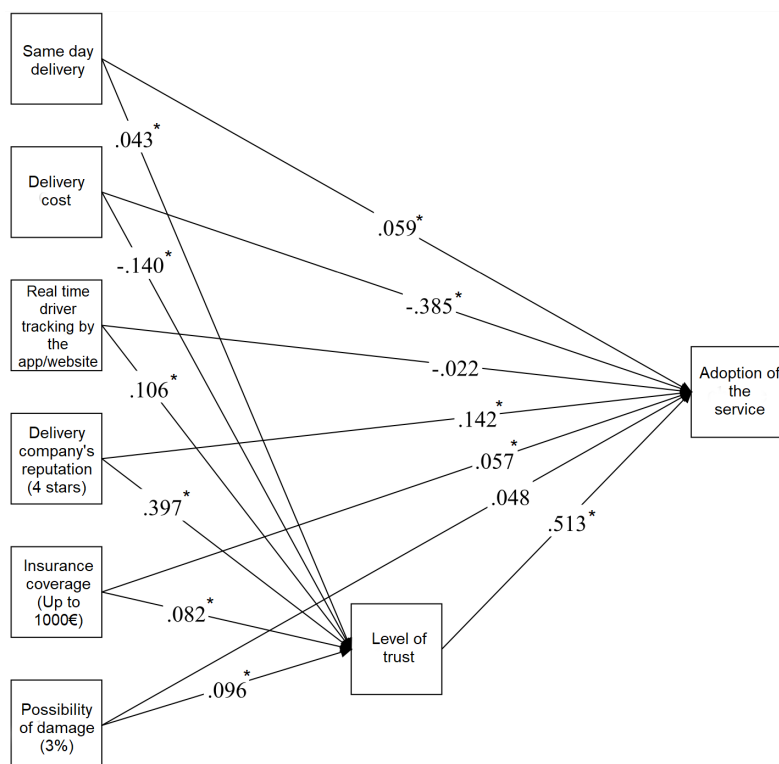 Same day
delivery
.043*
Delivery
cost
.059*
-.140*
Real time
driver
tracking by
the
app/website
-.385*
-.022
Adoption of
the
service
.106*
Delivery
company's
reputation
(4 stars)
.142*
.057*
.397*
.048
.513*
Insurance
coverage
(Up to
1000€)
.082*
Level of
trust
.096*
Possibility
of damage
(3%)